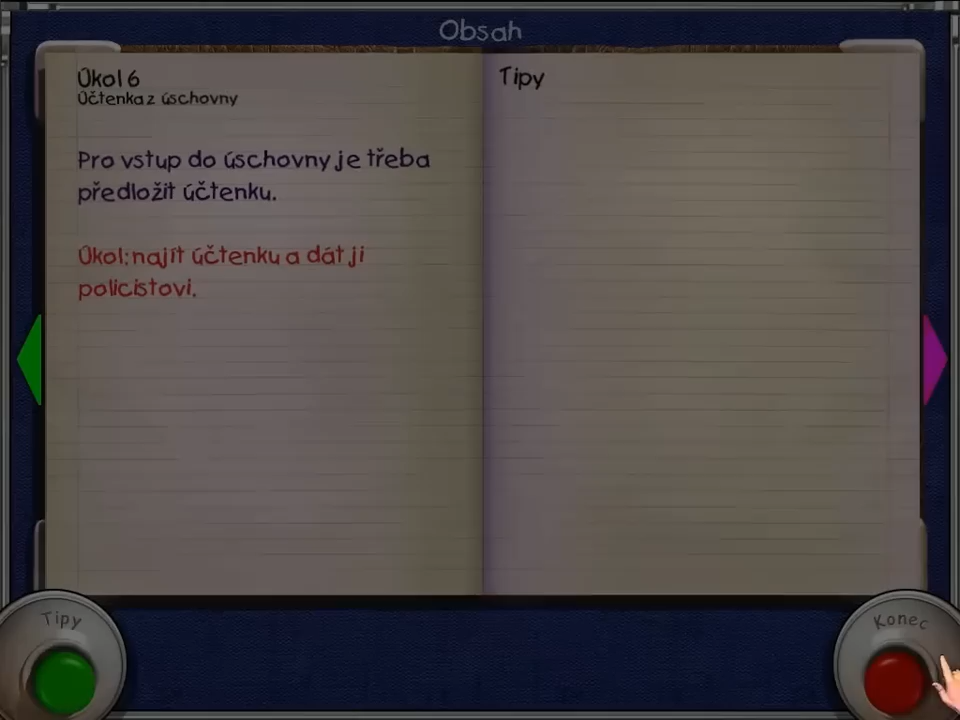 Obsah
Úkol 6
Účtenka z úschovny
Pro vstup do úschovny je třeba
předložit účtenku.
Úkol: najít účtenku a dát ji
policistovi.
Tipy
Tipy
Konec